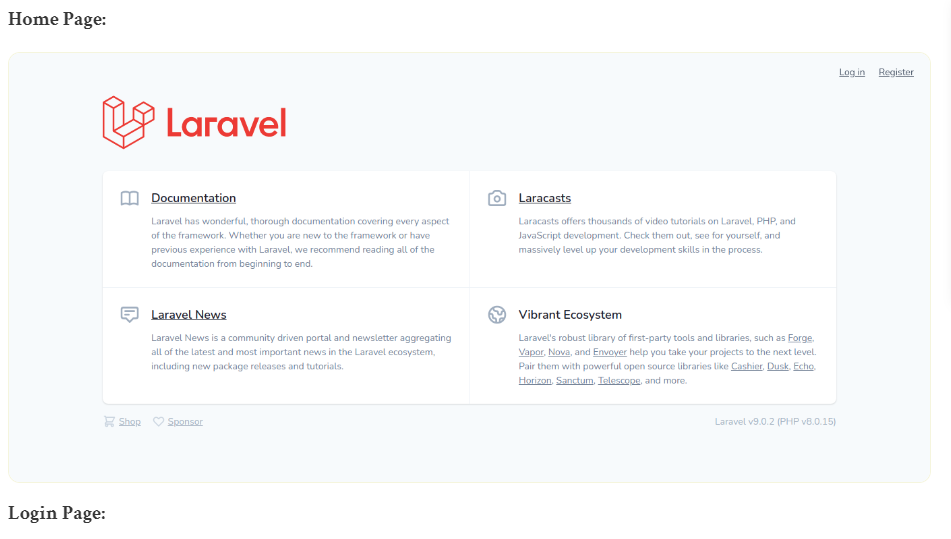 Home Page:
Log in Register
Laravel
Documentation
Laravel has wonderful, thorough documentation covering every aspect
of the framework. Whether you are new to the framework or have
previous experience with Laravel, we recommend reading all of the
documentation from beginning to end.
Laracasts
Laracasts offers thousands of video tutorials on Laravel, PHP, and
JavaScript development. Check them out, see for yourself, and
massively level up your development skills in the process.
Laravel News
Laravel News is a community driven portal and newsletter aggregating
all of the latest and most important news in the Laravel ecosystem,
including new package releases and tutorials.
Vibrant Ecosystem
Laravel's robust library of first-party tools and libraries, such as Forge,
Vapor, Nova, and Envoyer help you take your projects to the next level.
Pair them with powerful open source libraries like Cashier, Dusk, Echo,
Horizon, Sanctum, Telescope, and more.
Shop Sponsor
Laravel v9.0.2 (PHP v8.0.15)
Login Page: